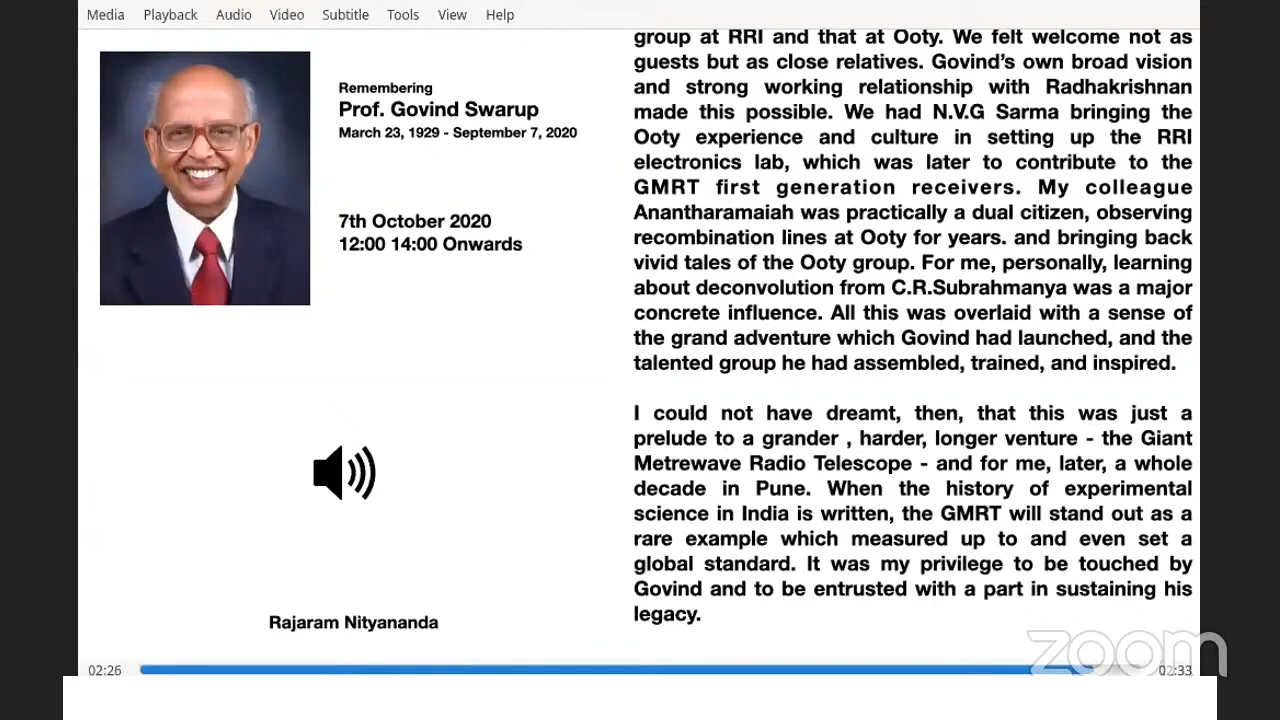 Media Playback Audio Video Subtitle Tools View Help
Remembering
Prof. Govind Swarup
March 23, 1929 - September 7, 2020
7th October 2020
12:00 14:00 Onwards
Rajaram Nityananda
group at RRI and that at Ooty. We felt welcome not as
guests but as close relatives. Govind’s own broad vision
and strong working relationship with Radhakrishnan
made this possible. We had N.V.G Sarma bringing the
Ooty experience and culture in setting up the RRI
electronics lab, which was later to contribute to the
GMRT first generation receivers. My colleague
Anantharamaiah was practically a dual citizen, observing
recombination lines at Ooty for years. and bringing back
vivid tales of the Ooty group. For me, personally, learning
about deconvolution from C.R.Subrahmanya was a major
concrete influence. All this was overlaid with a sense of
the grand adventure which Govind had launched, and the
talented group he had assembled, trained, and inspired.
I could not have dreamt, then, that this was just a
prelude to a grander , harder, longer venture - the Giant
Metrewave Radio Telescope - and for me, later, a whole
decade in Pune. When the history of experimental
science in India is written, the GMRT will stand out as a
rare example which measured up to and even set a
global standard. It was my privilege to be touched by
Govind and to be entrusted with a part in sustaining his
legacy.
02:26
02:33
zoom